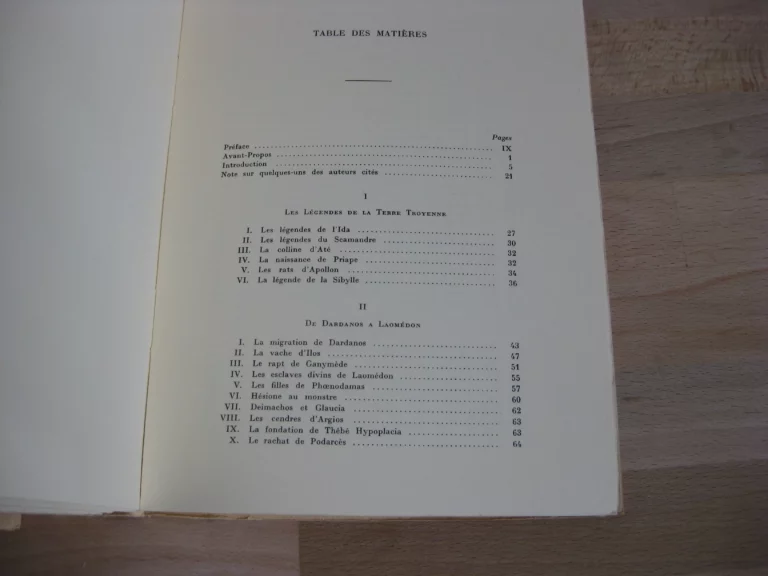 TABLE DES MATIÈRES
Pages
Préface ........ IX
Avant-Propos ........ 1
Introduction ........ 5
Note sur quelques-uns des auteurs cités ........ 21
I
Les Légendes de la Terre Troyenne
I. Les légendes de l'Ida ........ 27
II. Les légendes du Scamandre ........ 30
III. La colline d'Até ........ 32
IV. La naissance de Priape ........ 32
V. Les rats d'Apollon ........ 34
VI. La légende de la Sibylle ........ 36
II
De Dardanos a Laomédon
I. La migration de Dardanos ........ 43
II. La vache d'Ilos ........ 47
III. Le rapt de Ganymède ........ 51
IV. Les esclaves divins de Laomédon ........ 55
V. Les filles de Phœnodamas ........ 57
VI. Hésione au monstre ........ 60
VII. Deimachos et Glaucia ........ 62
VIII. Les cendres d'Argios ........ 63
IX. La fondation de Thébé Hypoplacia ........ 63
X. Le rachat de Podarcès ........ 64